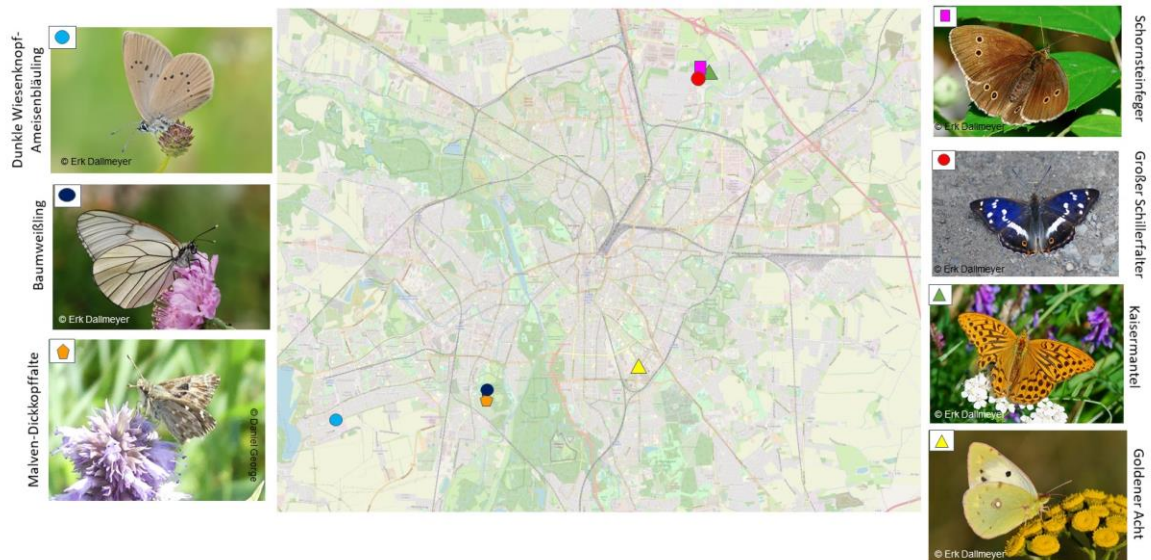 Dunkle Wiesenknopf-
Ameisenbläuling
© Erk Dallmeyer
Baumweißling
© Erk Dallmeyer
Malven-Dickkopffalte
© Daniel George
Schornsteinfeger
© Erk Dallmeyer
Großer Schillerfalter
© Erk Dallmeyer
Kaisermantel
© Erk Dallmeyer
Goldener Acht
© Erk Dallmeyer